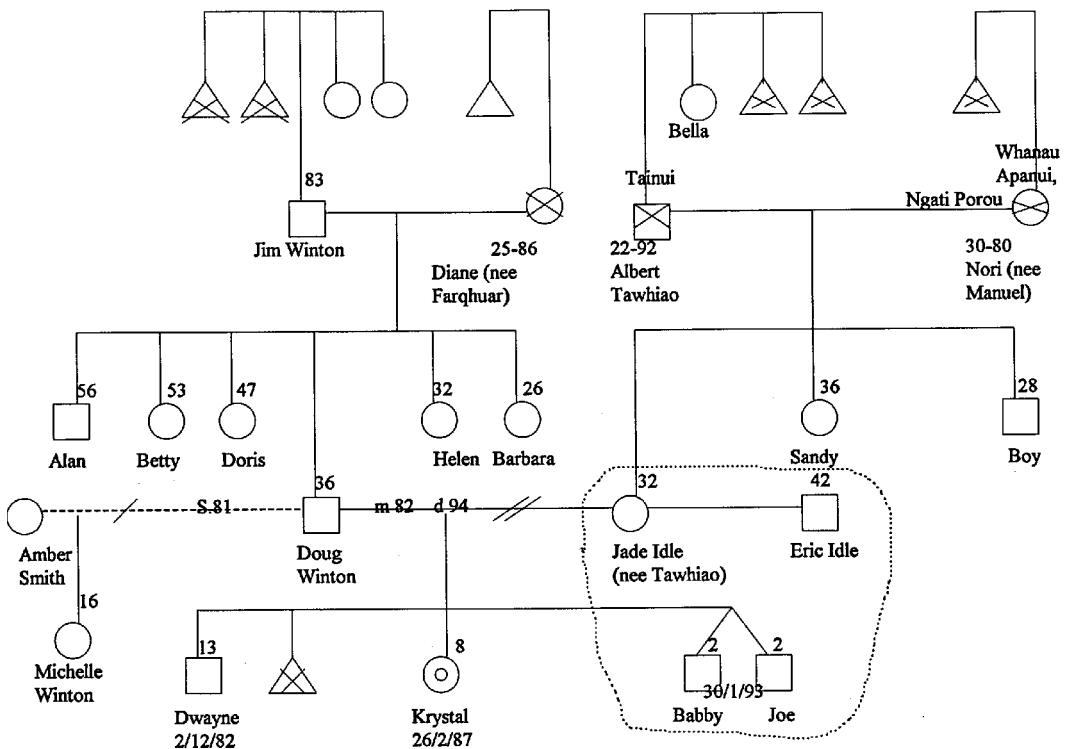 Bella
Whanau
Apanui,
83
Tainui
Ngati Porou
Jim Winton
25-86
22-92
30-80
Diane (nee
Farqhuar)
Albert
Tawhiao
Nori (nee
Manuel)
56
53
47
32
26
36
28
Alan
Betty
Doris
Helen
Barbara
Sandy
Boy
36
32
42
S.81
m 82
d 94
Amber
Smith
Doug
Winton
Jade Idle
(nee Tawhiao)
Eric Idle
16
13
8
2
2
Michelle
Winton
30/1/93
Dwayne
2/12/82
Krystal
26/2/87
Babby
Joe